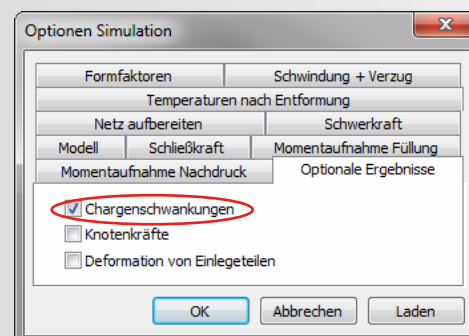 Optionen Simulation
Formfaktoren Schwindung + Verzug
Temperaturen nach Entformung
Netz aufbereiten Schwerkraft
Modell Schließkraft Momentaufnahme Füllung
Momentaufnahme Nachdruck Optionale Ergebnisse
Chargenschwankungen
Knotenkräfte
Deformation von Einlegeteilen
OK Abbrechen Laden